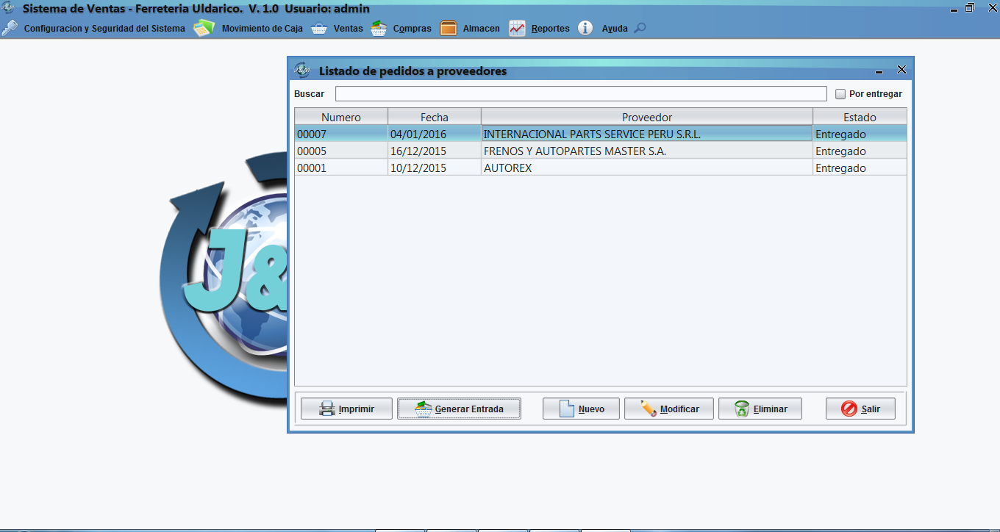 Sistema de Ventas - Ferreteria Uldarico. V. 1.0 Usuario: admin
Configuracion y Seguridad del Sistema Movimiento de Caja Ventas Compras Almacen Reportes Ayuda
Listado de pedidos a proveedores
Buscar Por entregar
Numero Fecha Proveedor Estado
00007 04/01/2016 INTERNACIONAL PARTS SERVICE PERU S.R.L. Entregado
00005 16/12/2015 FRENOS Y AUTOPARTES MASTER S.A. Entregado
00001 10/12/2015 AUTOREX Entregado
J&
Imprimir Generar Entrada Nuevo Modificar Eliminar Salir